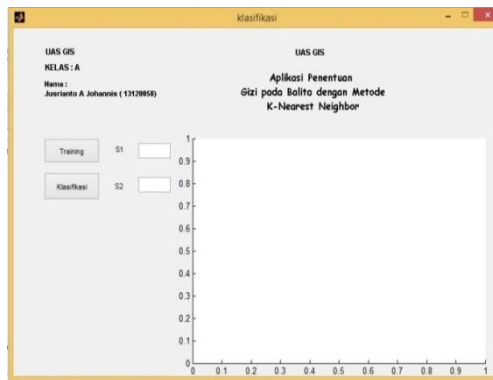 klasifikasi
UAS GIS
KELAS : A
Nama :
Jusrianto A Johannis ( 13120958)
UAS GIS
Aplikasi Penentuan
Gizi pada Balita dengan Metode
K-Nearest Neighbor
Training
S1
Klasifikasi
S2
1
0.9
0.8
0.7
0.6
0.5
0.4
0.3
0.2
0.1
0
0 0.1 0.2 0.3 0.4 0.5 0.6 0.7 0.8 0.9 1